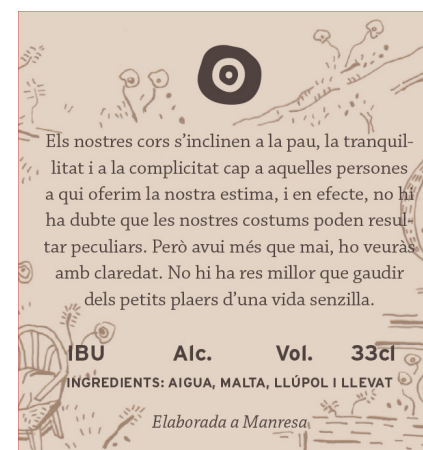 Els nostres cors s’inclinen a la pau, la tranquil-
litat i a la complicitat cap a aquelles persones
a qui oferim la nostra estima, i en efecte, no hi
ha dubte que les nostres costums poden resul-
tar peculiars. Però avui més que mai, ho veuràs
amb claredat. No hi ha res millor que gaudir
dels petits plaers d’una vida senzilla.
IBU Alc. Vol. 33cl
INGREDIENTS: AIGUA, MALTA, LLÚPOL I LLEVAT
Elaborada a Manresa